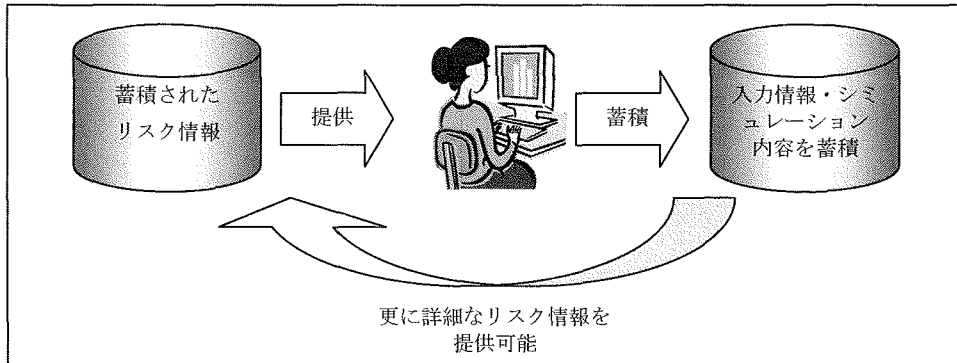 蓄積された
リスク情報
提供
蓄積
入力情報・シミ
ュレーション
内容を蓄積
更に詳細なリスク情報を
提供可能